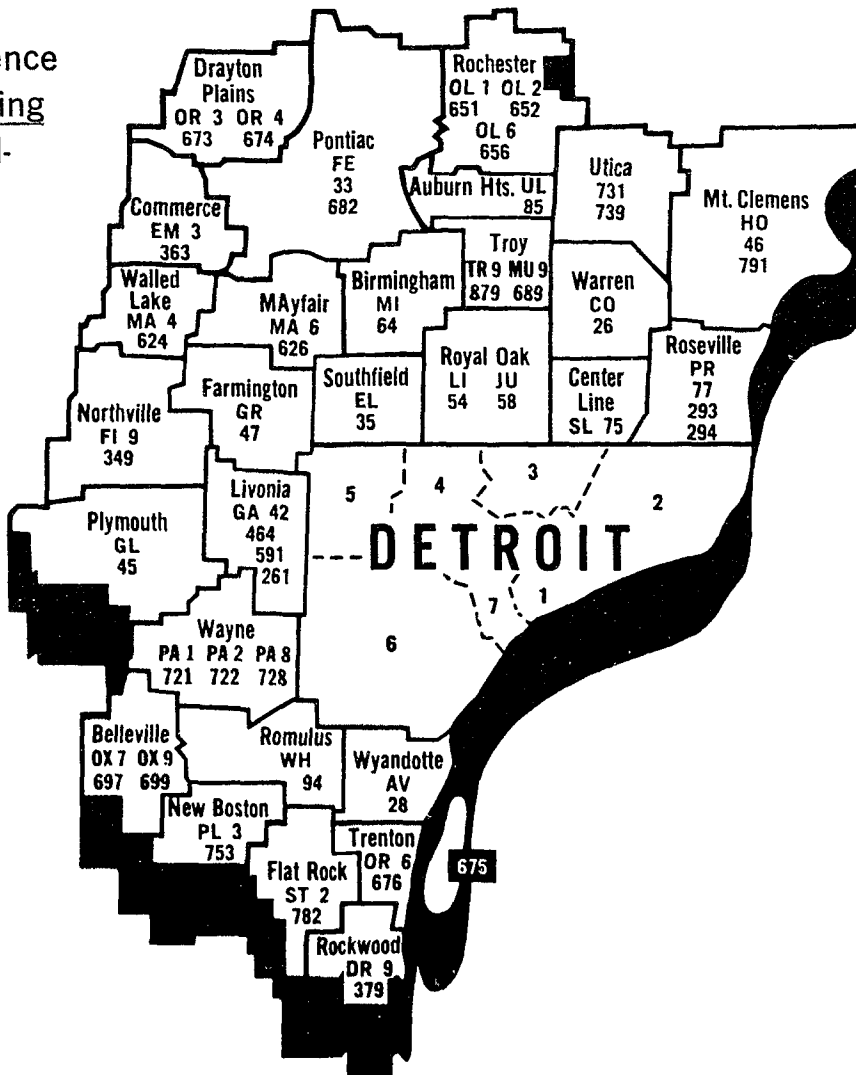 ence
ing
l-
Drayton
Plains
OR 3 OR 4
673 674
Pontiac
FE
33
682
Rochester
OL 1 OL 2
651 652
OL 6
656
Auburn Hts. UL
85
Utica
731
739
Mt. Clemens
HO
46
791
Commerce
EM 3
363
Walled
Lake
MA 4
624
MAyfair
MA 6
626
Birmingham
MI
64
Troy
TR 9 MU 9
879 689
Warren
CO
26
Roseville
PR
77
293
294
Northville
FI 9
349
Farmington
GR
47
Southfield
EL
35
Royal Oak
LI JU
54 58
Center
Line
SL 75
Plymouth
GL
45
Livonia
GA 42
464
591
261
5
4
3
2
DETROIT
1
7
6
Wayne
PA 1 PA 2 PA 8
721 722 728
Belleville
OX 7 OX 9
697 699
Romulus
WH
94
Wyandotte
AV
28
New Boston
PL 3
753
Flat Rock
ST 2
782
Trenton
OR 6
676
675
Rockwood
DR 9
379